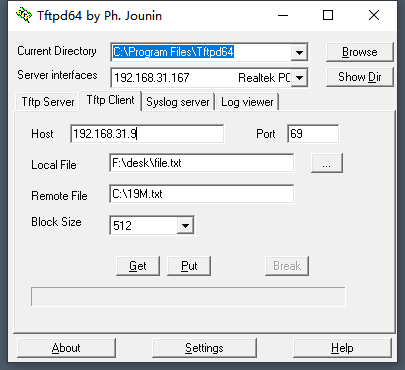 Tftpd64 by Ph. Jounin
Current Directory C:\Program Files\Tftpd64 Browse
Server interfaces 192.168.31.167 Realtek PC Show Dir
Tftp Server Tftp Client Syslog server Log viewer
Host 192.168.31.9 Port 69
Local File F:\desk\file.txt ...
Remote File C:\19M.txt
Block Size 512
Get Put Break
About Settings Help